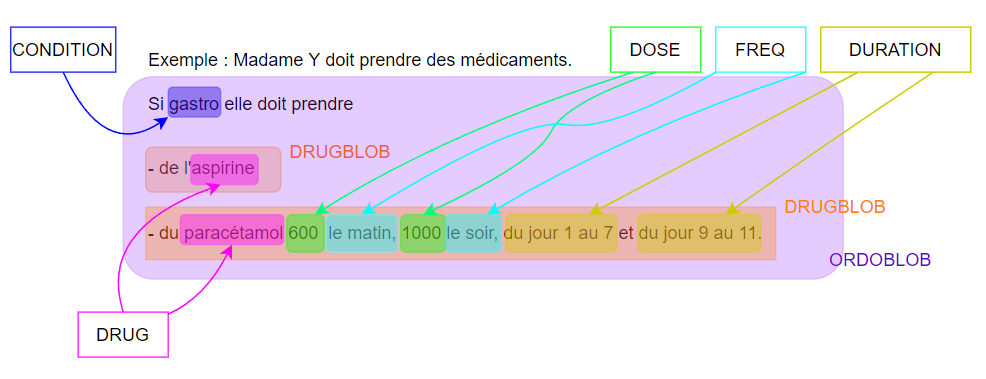 CONDITION
DOSE
FREQ
DURATION
Exemple : Madame Y doit prendre des médicaments.
Si gastro elle doit prendre
DRUGBLOB
- de l'aspirine
DRUGBLOB
- du paracétamol 600 le matin, 1000 le soir, du jour 1 au 7 et du jour 9 au 11.
ORDOBLOB
DRUG